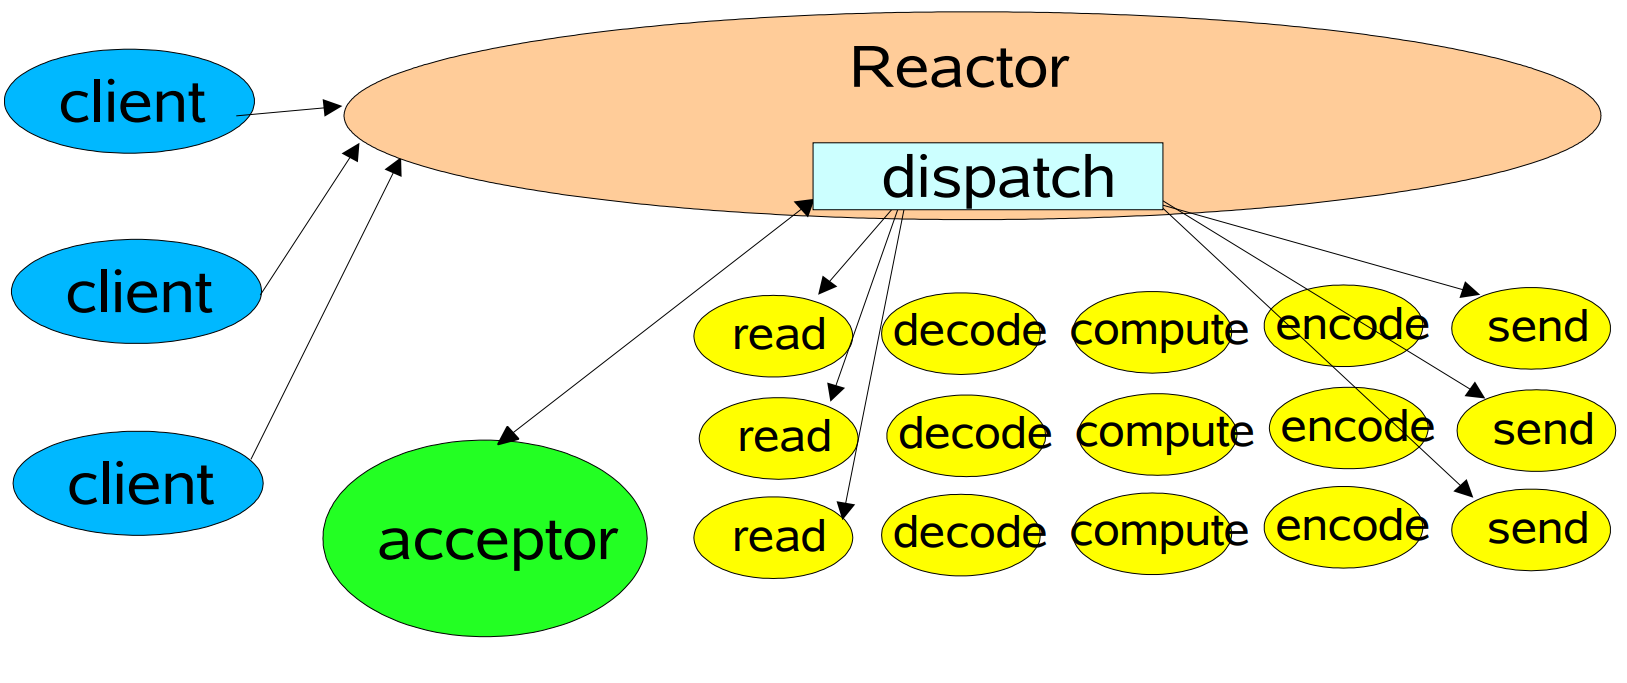 Reactor
client
dispatch
client
client
acceptor
read decode compute encode send
read decode compute encode send
read decode compute encode send